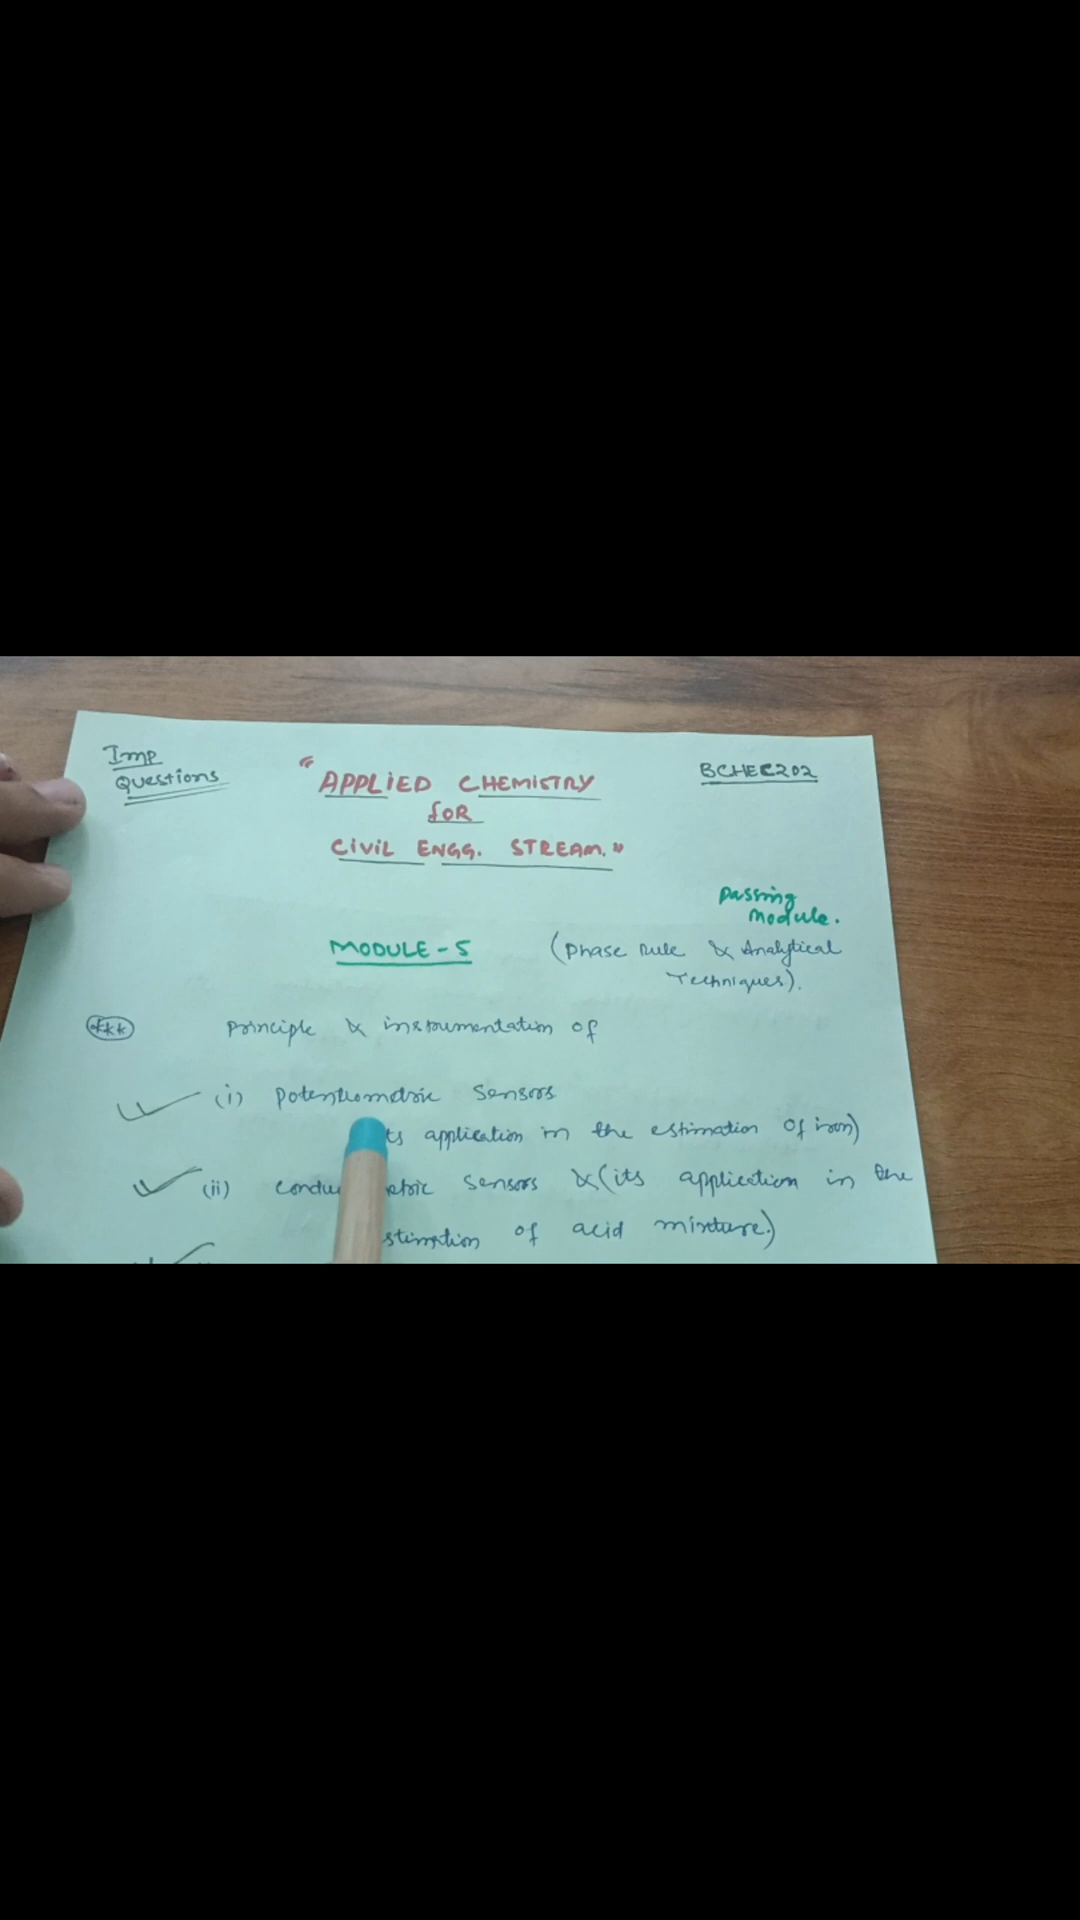 Imp
Questions
BCHEC202
"APPLIED CHEMISTRY
FOR
CIVIL ENGG. STREAM."
Passing
Module.
MODULE-5 (Phase Rule & Analytical
Techniques).
*** Principle & instrumentation of
(i) Potentiometric Sensors
application in the estimation of iron)
(ii) Sensors & (its application in the
of acid mixture.)